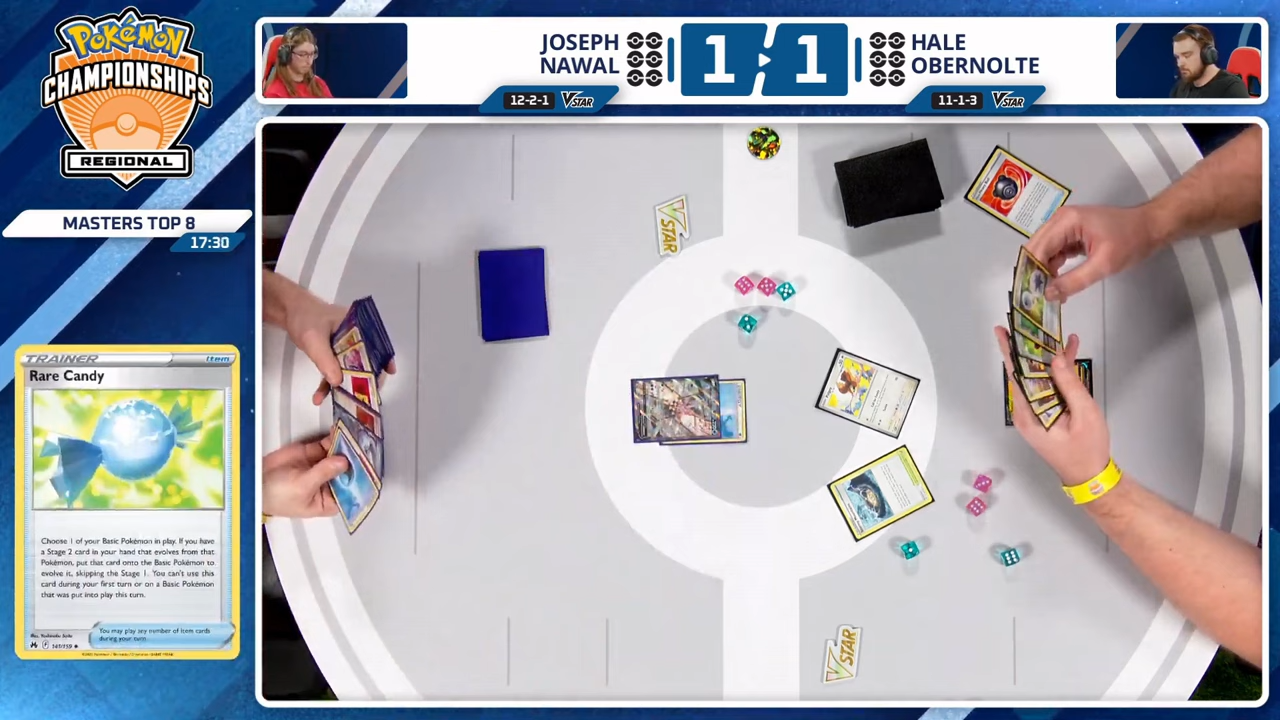 Pokémon
CHAMPIONSHIPS
REGIONAL
MASTERS TOP 8
17:30
JOSEPH
NAWAL
1
1
HALE
OBERNOLTE
12-2-1
VSTAR
11-1-3
VSTAR
TRAINER
Item
Rare Candy
Choose 1 of your Basic Pokémon in play. If you have
a Stage 2 card in your hand that evolves from that
Pokémon, put that card onto the Basic Pokémon to
evolve it, skipping the Stage 1. You can't use this
card during your first turn or on a Basic Pokémon
that was put into play this turn.
You may play any number of Item cards
during your turn.
141/159
VSTAR
VSTAR